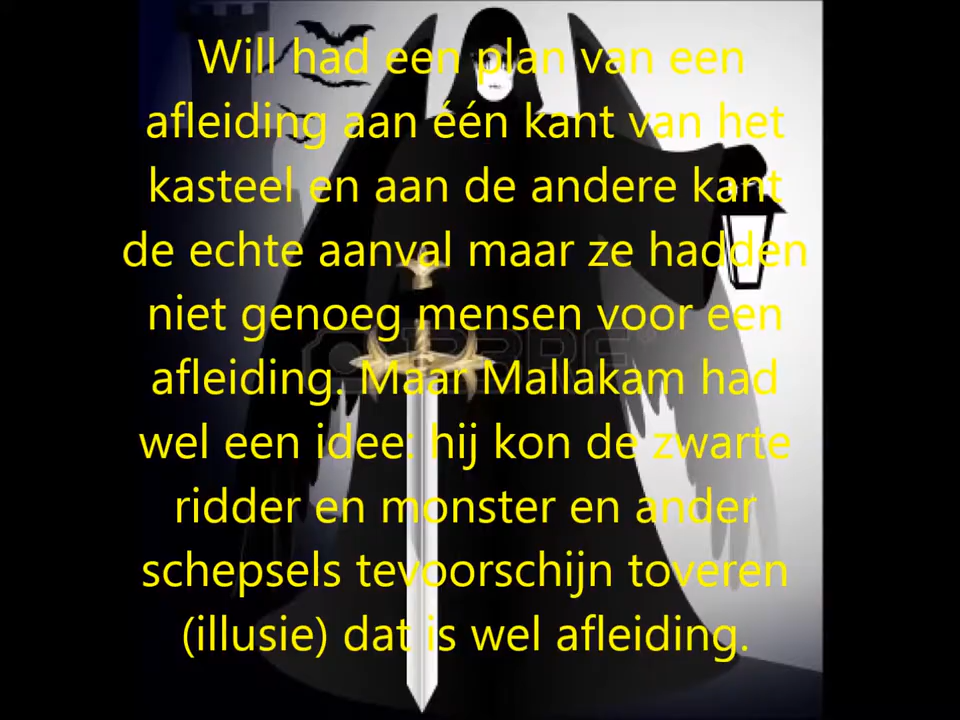 Will had een plan van een
afleiding aan één kant van het
kasteel en aan de andere kant
de echte aanval maar ze hadden
niet genoeg mensen voor een
afleiding. Maar Mallakam had
wel een idee: hij kon de zwarte
ridder en monster en ander
schepsels tevoorschijn toveren
(illusie) dat is wel afleiding.